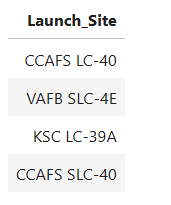 Launch_Site
CCAFS LC-40
VAFB SLC-4E
KSC LC-39A
CCAFS SLC-40